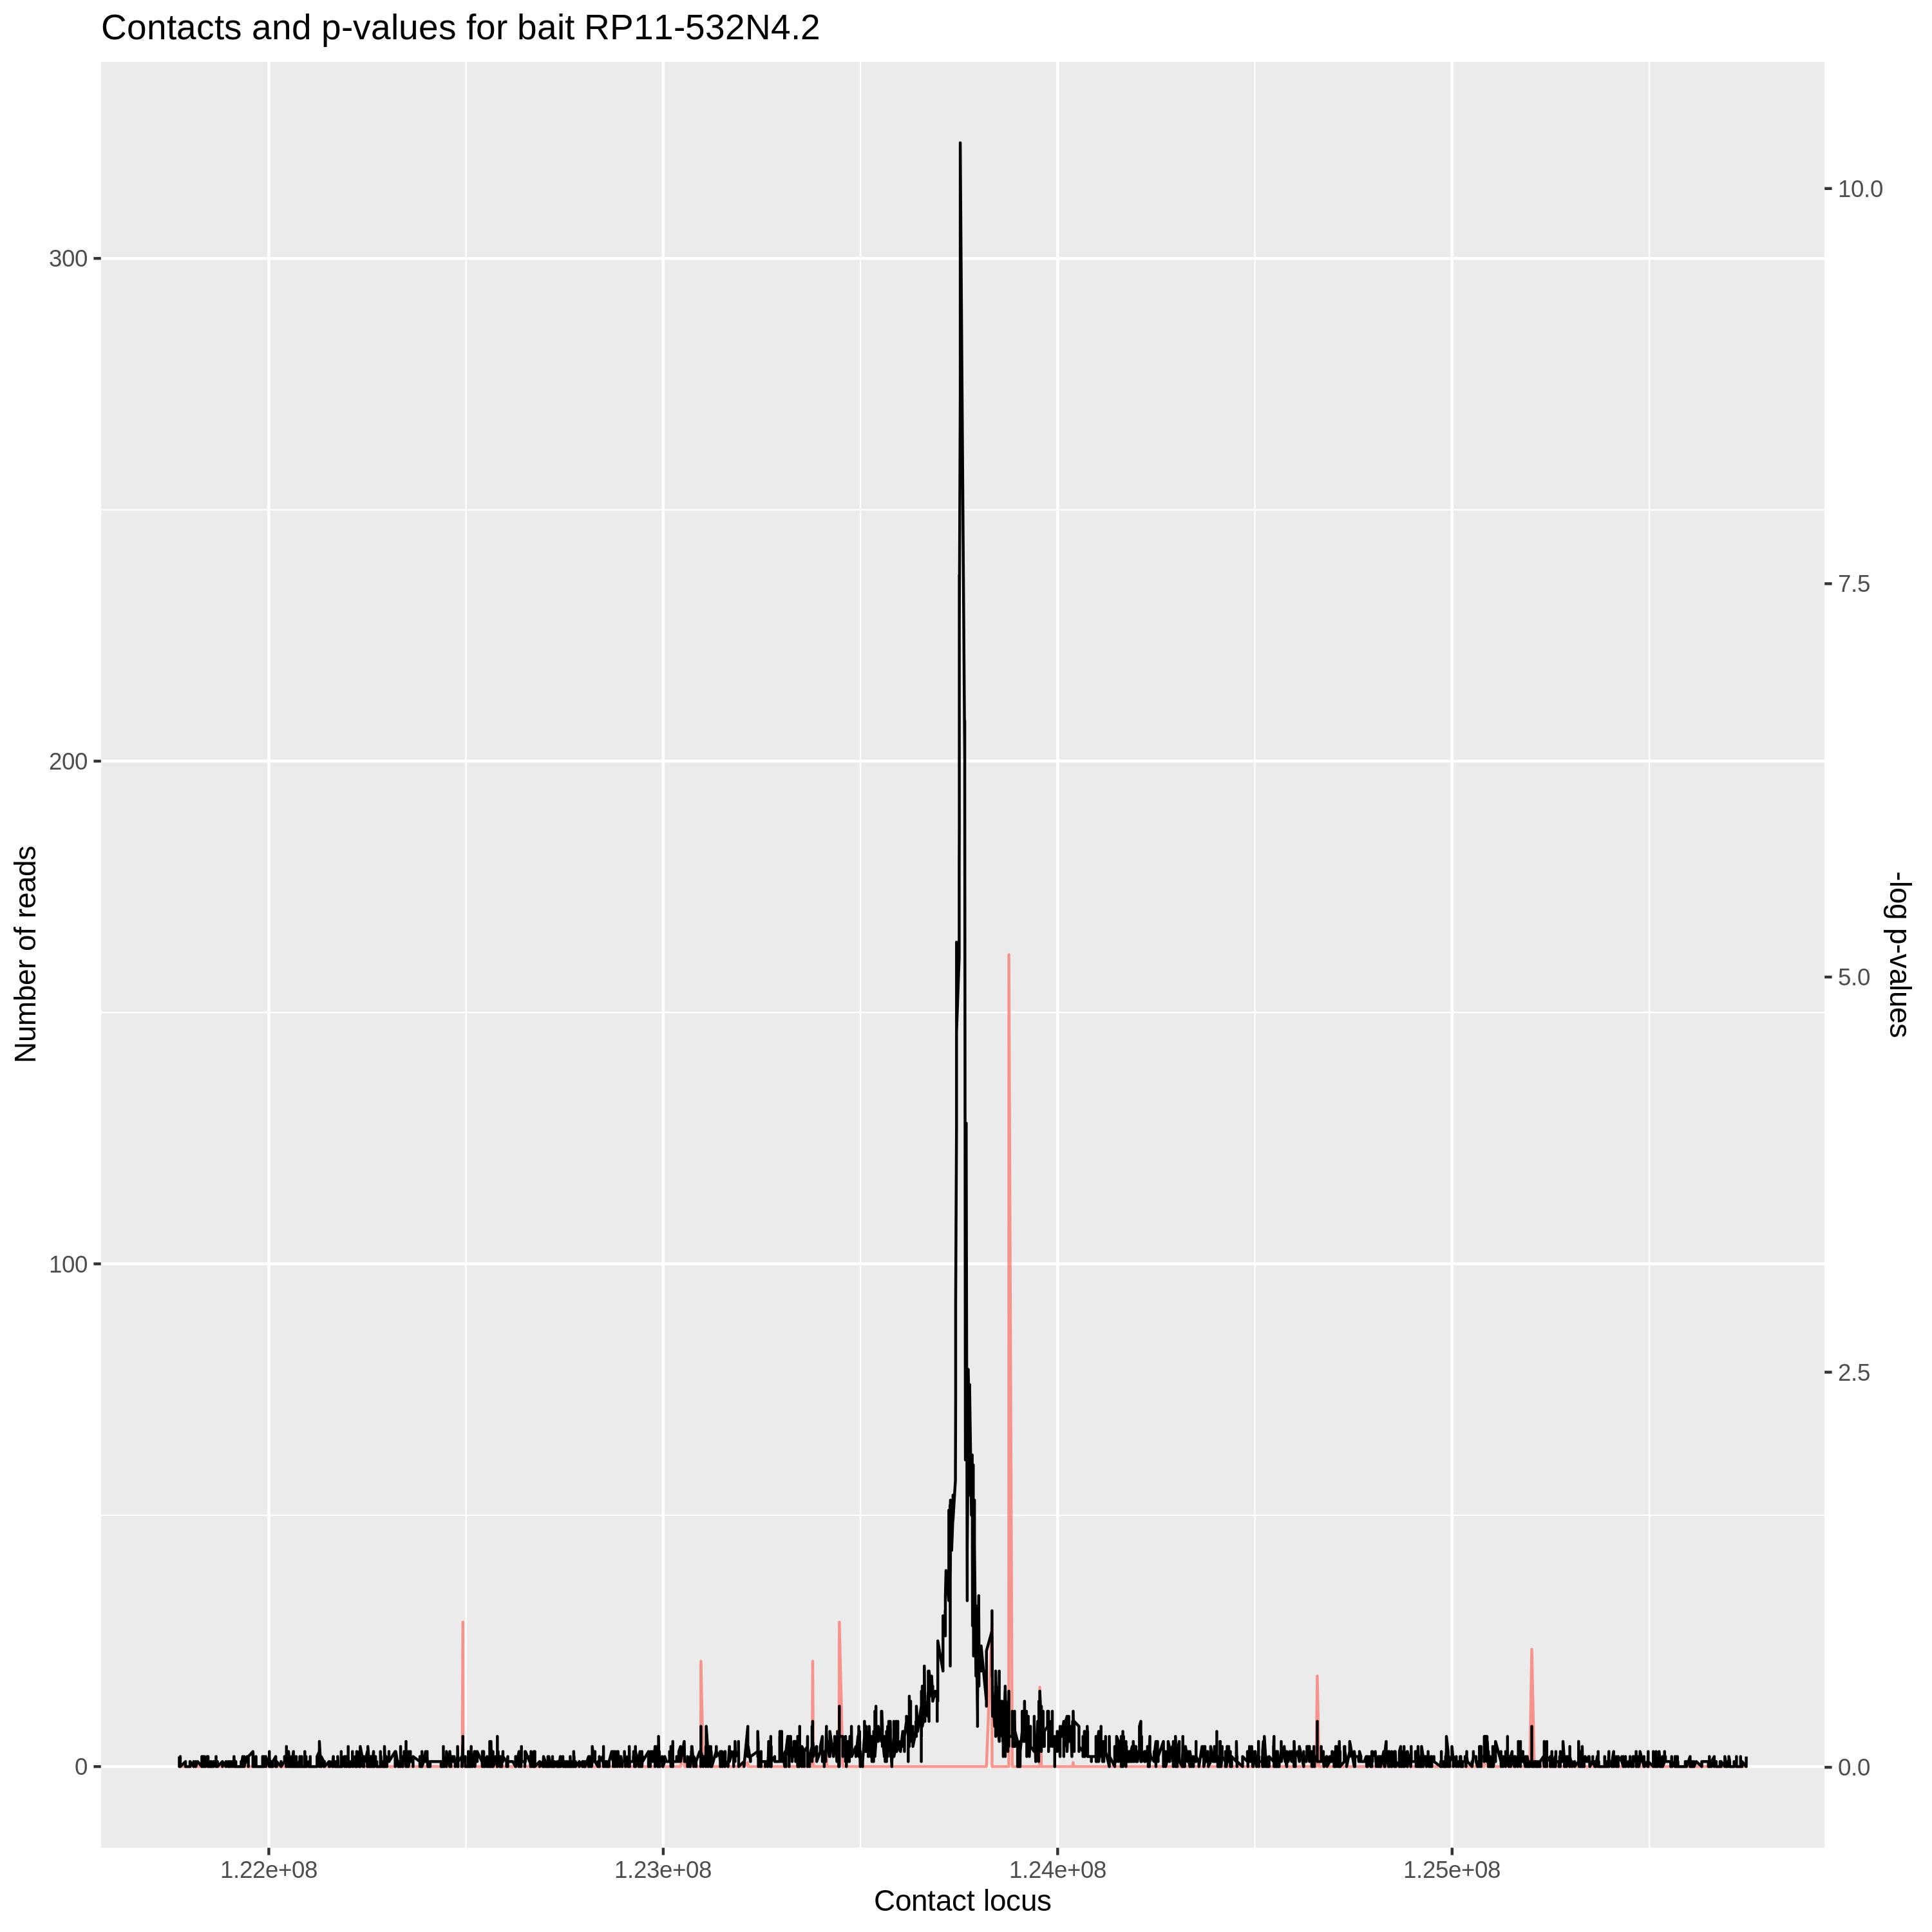 Contacts and p-values for bait RP11-532N4.2
Number of reads
300
200
100
0
10.0
7.5
5.0
2.5
0.0
-log p-values
1.22e+08
1.23e+08
1.24e+08
1.25e+08
Contact locus